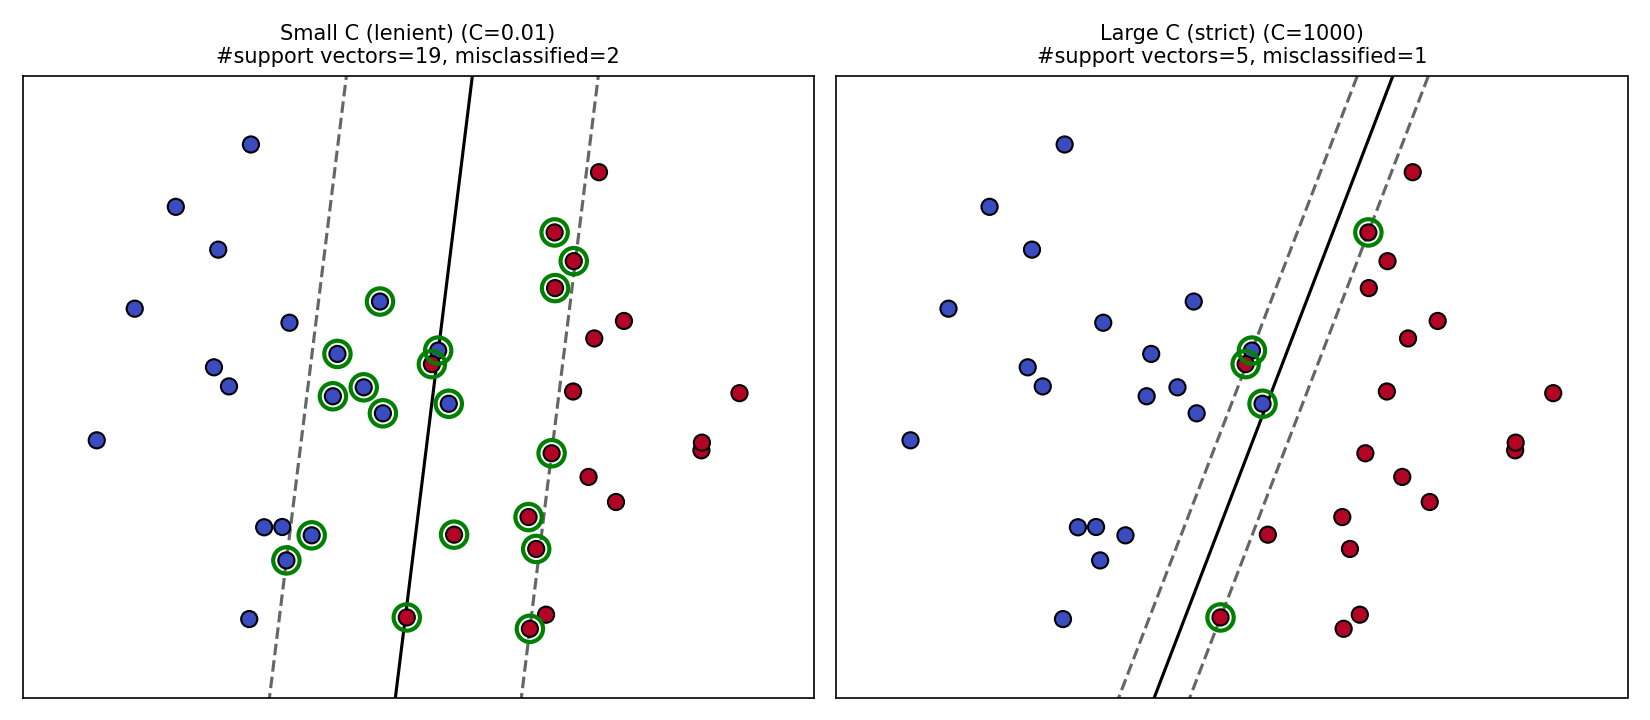 Small C (lenient) (C=0.01)
#support vectors=19, misclassified=2
Large C (strict) (C=1000)
#support vectors=5, misclassified=1